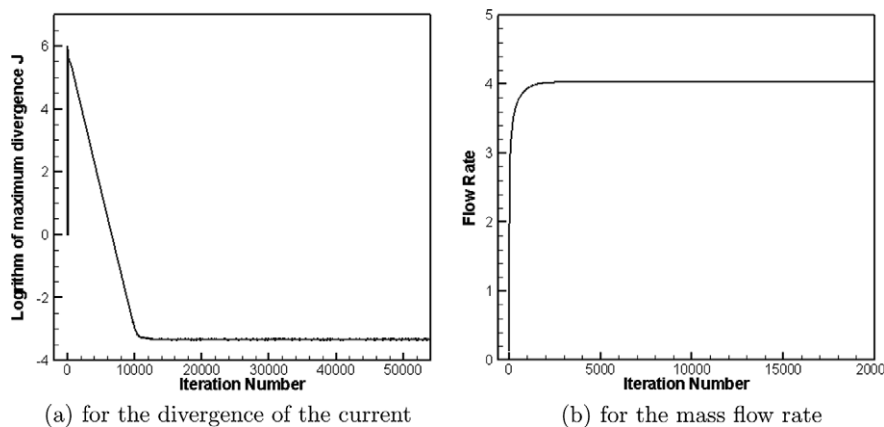 Logrithm of maximum divergence J
6
4
2
0
-2
-4
0 10000 20000 30000 40000 50000
Iteration Number
(a) for the divergence of the current
Flow Rate
5
4
3
2
1
0
0 5000 10000 15000 2000
Iteration Number
(b) for the mass flow rate